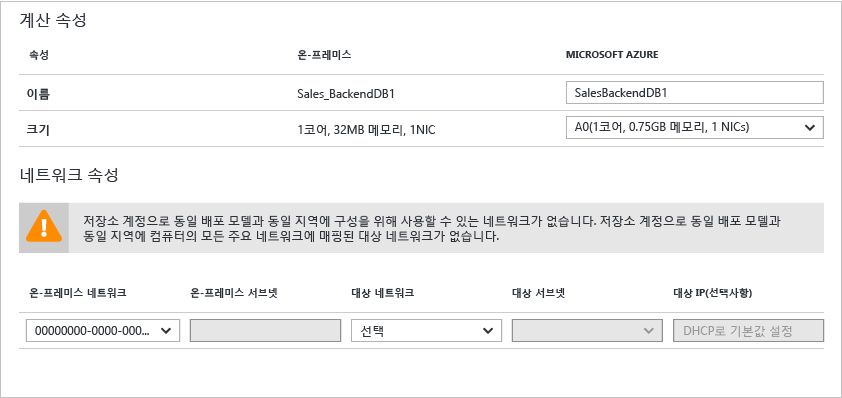 계산 속성
속성 온-프레미스 MICROSOFT AZURE
이름 Sales_BackendDB1 SalesBackendDB1
크기 1코어, 32MB 메모리, 1NIC A0(1코어, 0.75GB 메모리, 1 NICs)
네트워크 속성
저장소 계정으로 동일 배포 모델과 동일 지역에 구성을 위해 사용할 수 있는 네트워크가 없습니다. 저장소 계정으로 동일 배포 모델과
동일 지역에 컴퓨터의 모든 주요 네트워크에 매핑된 대상 네트워크가 없습니다.
온-프레미스 네트워크 온-프레미스 서브넷 대상 네트워크 대상 서브넷 대상 IP(선택사항)
00000000-0000-000... 선택 DHCP로 기본값 설정